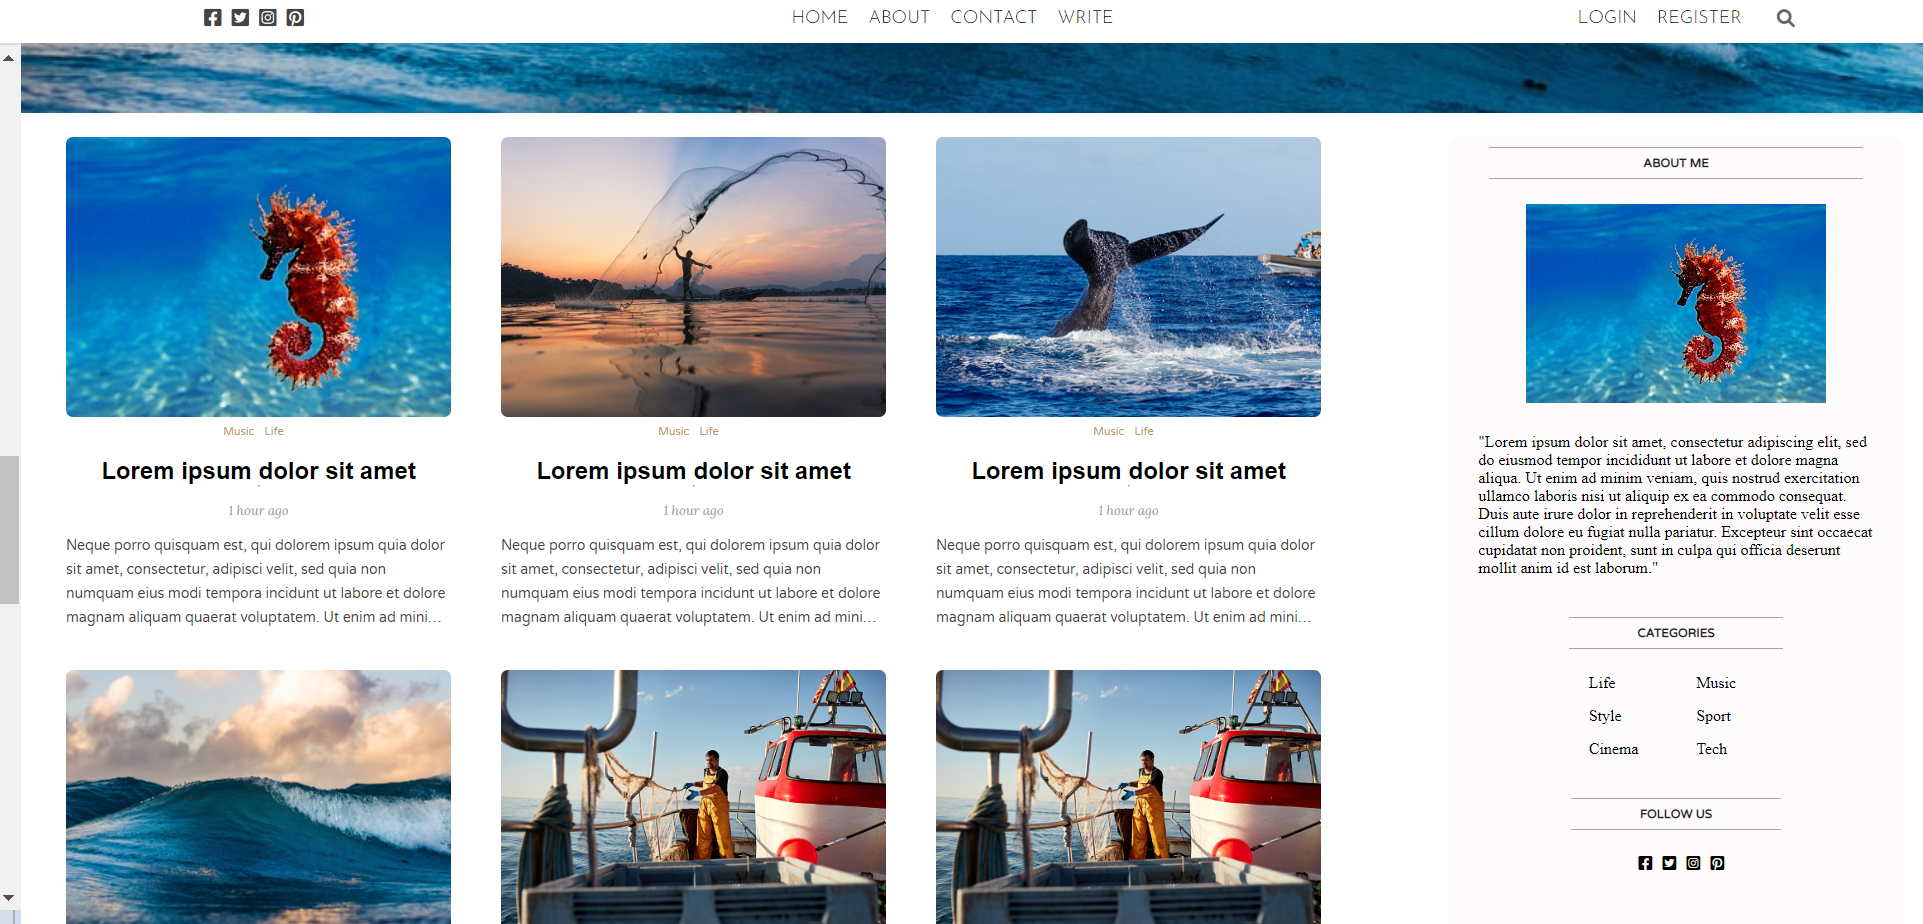 HOME ABOUT CONTACT WRITE
LOGIN REGISTER
Music Life
Lorem ipsum dolor sit amet
1 hour ago
Neque porro quisquam est, qui dolorem ipsum quia dolor
sit amet, consectetur, adipisci velit, sed quia non
numquam eius modi tempora incidunt ut labore et dolore
magnam aliquam quaerat voluptatem. Ut enim ad mini...
Music Life
Lorem ipsum dolor sit amet
1 hour ago
Neque porro quisquam est, qui dolorem ipsum quia dolor
sit amet, consectetur, adipisci velit, sed quia non
numquam eius modi tempora incidunt ut labore et dolore
magnam aliquam quaerat voluptatem. Ut enim ad mini...
Music Life
Lorem ipsum dolor sit amet
1 hour ago
Neque porro quisquam est, qui dolorem ipsum quia dolor
sit amet, consectetur, adipisci velit, sed quia non
numquam eius modi tempora incidunt ut labore et dolore
magnam aliquam quaerat voluptatem. Ut enim ad mini...
ABOUT ME
"Lorem ipsum dolor sit amet, consectetur adipiscing elit, sed
do eiusmod tempor incididunt ut labore et dolore magna
aliqua. Ut enim ad minim veniam, quis nostrud exercitation
ullamco laboris nisi ut aliquip ex ea commodo consequat.
Duis aute irure dolor in reprehenderit in voluptate velit esse
cillum dolore eu fugiat nulla pariatur. Excepteur sint occaecat
cupidatat non proident, sunt in culpa qui officia deserunt
mollit anim id est laborum."
CATEGORIES
Life Music
Style Sport
Cinema Tech
FOLLOW US